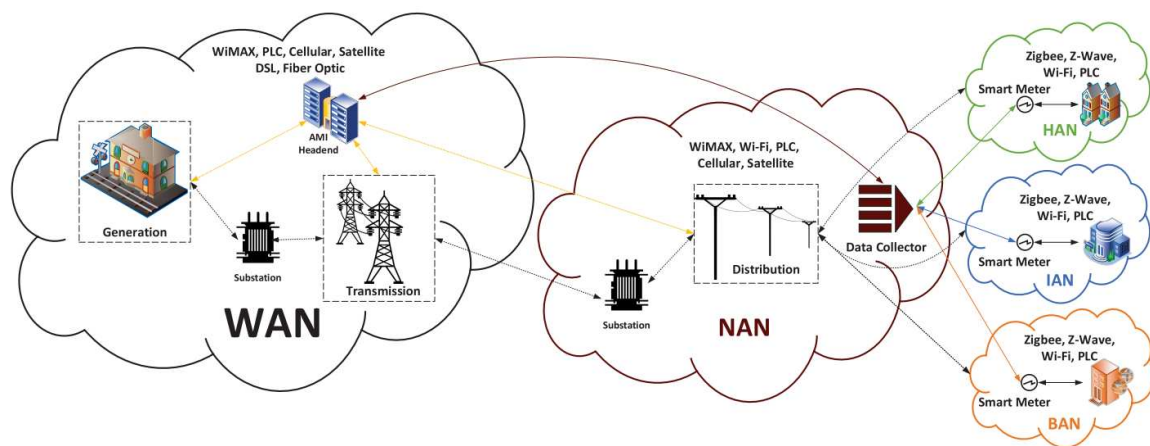 WiMAX, PLC, Cellular, Satellite
DSL, Fiber Optic
AMI
Headend
Generation
Substation
Transmission
WAN
WiMAX, Wi-Fi, PLC,
Cellular, Satellite
Distribution
Data Collector
Substation
NAN
Zigbee, Z-Wave,
Wi-Fi, PLC
Smart Meter
HAN
Zigbee, Z-Wave,
Wi-Fi, PLC
Smart Meter
IAN
Zigbee, Z-Wave,
Wi-Fi, PLC
Smart Meter
BAN